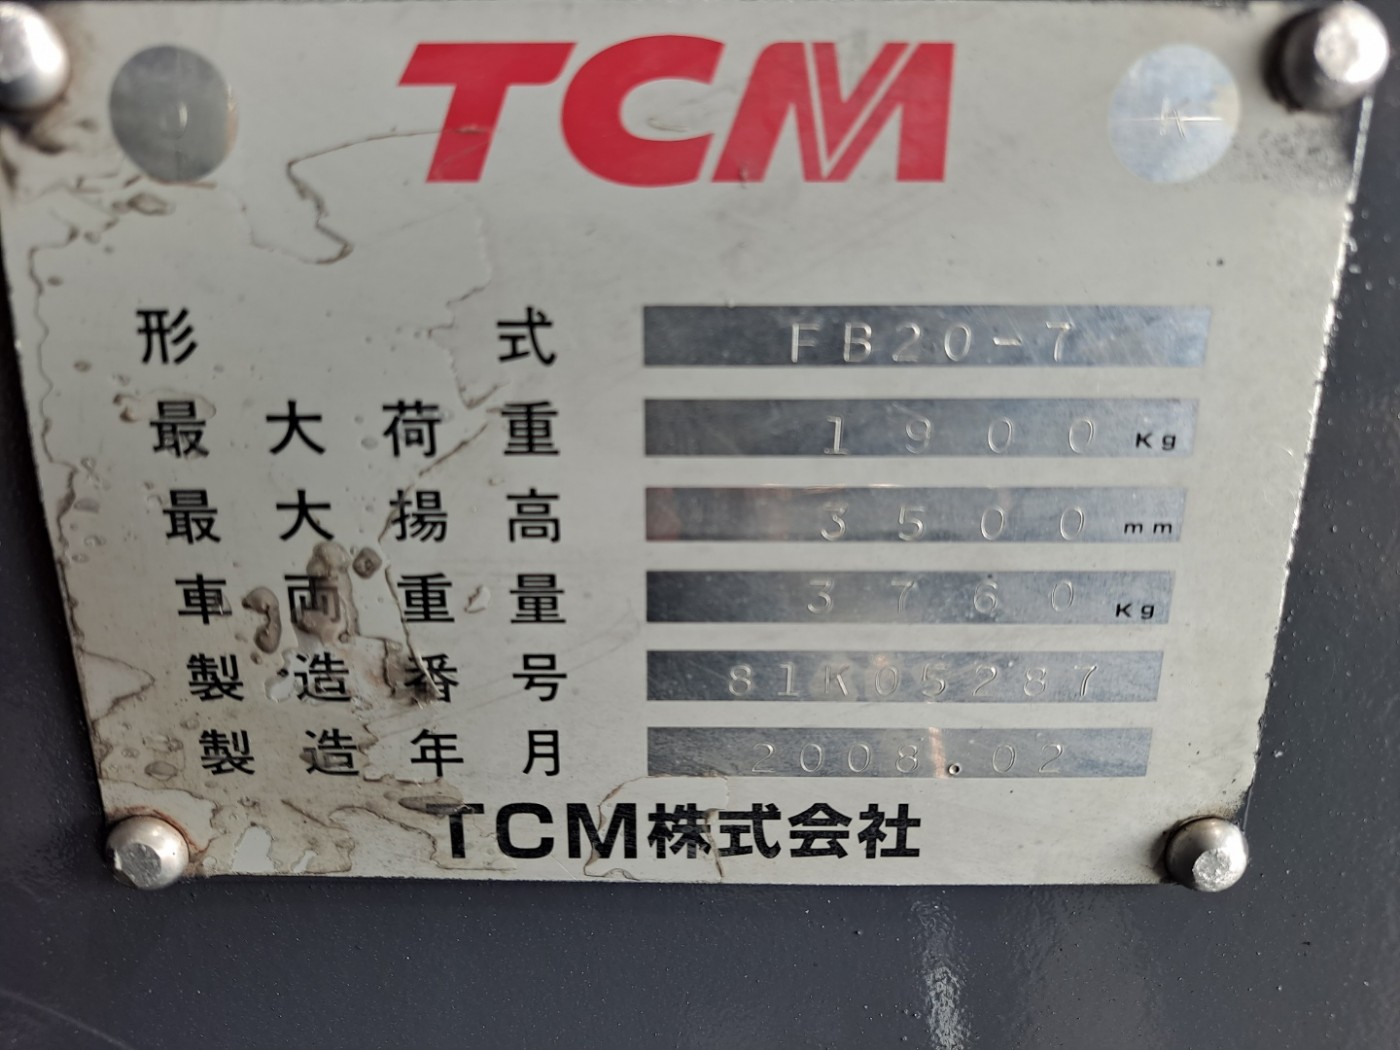 TCM
K
形式 FB20-7
最大荷重 1900 Kg
最大揚高 3500 mm
車両重量 3760 Kg
製造番号 81K05287
製造年月 2008.02
TCM株式会社